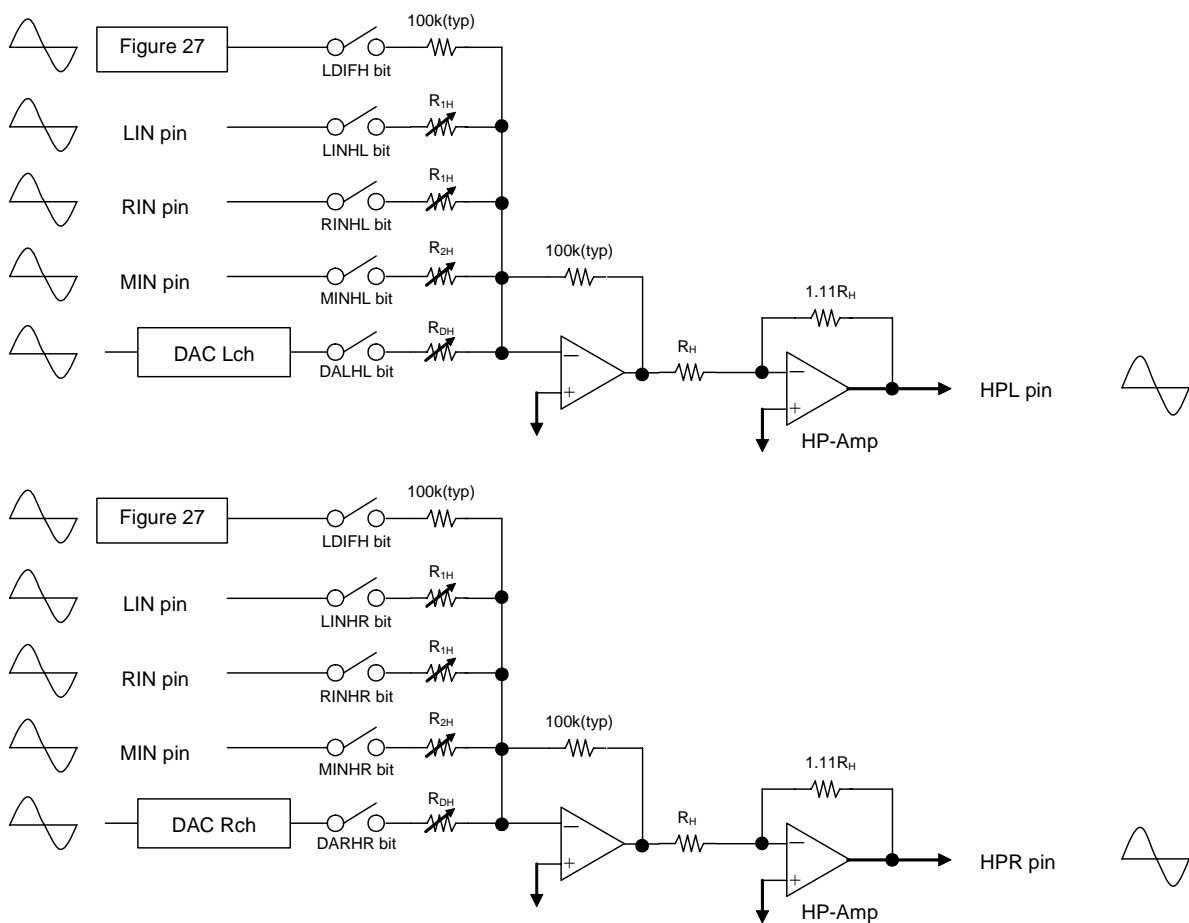 100k(typ)
Figure 27
LDIFH bit
R1H
LIN pin
LINHL bit
R1H
RIN pin
RINHL bit
R2H
100k(typ)
MIN pin
MINHL bit
1.11RH
RDH
RH
DAC Lch
DALHL bit
−
+
−
+
HPL pin
HP-Amp
100k(typ)
Figure 27
LDIFH bit
R1H
LIN pin
LINHR bit
R1H
RIN pin
RINHR bit
R2H
100k(typ)
MIN pin
MINHR bit
1.11RH
RDH
RH
DAC Rch
DARHR bit
−
+
−
+
HPR pin
HP-Amp